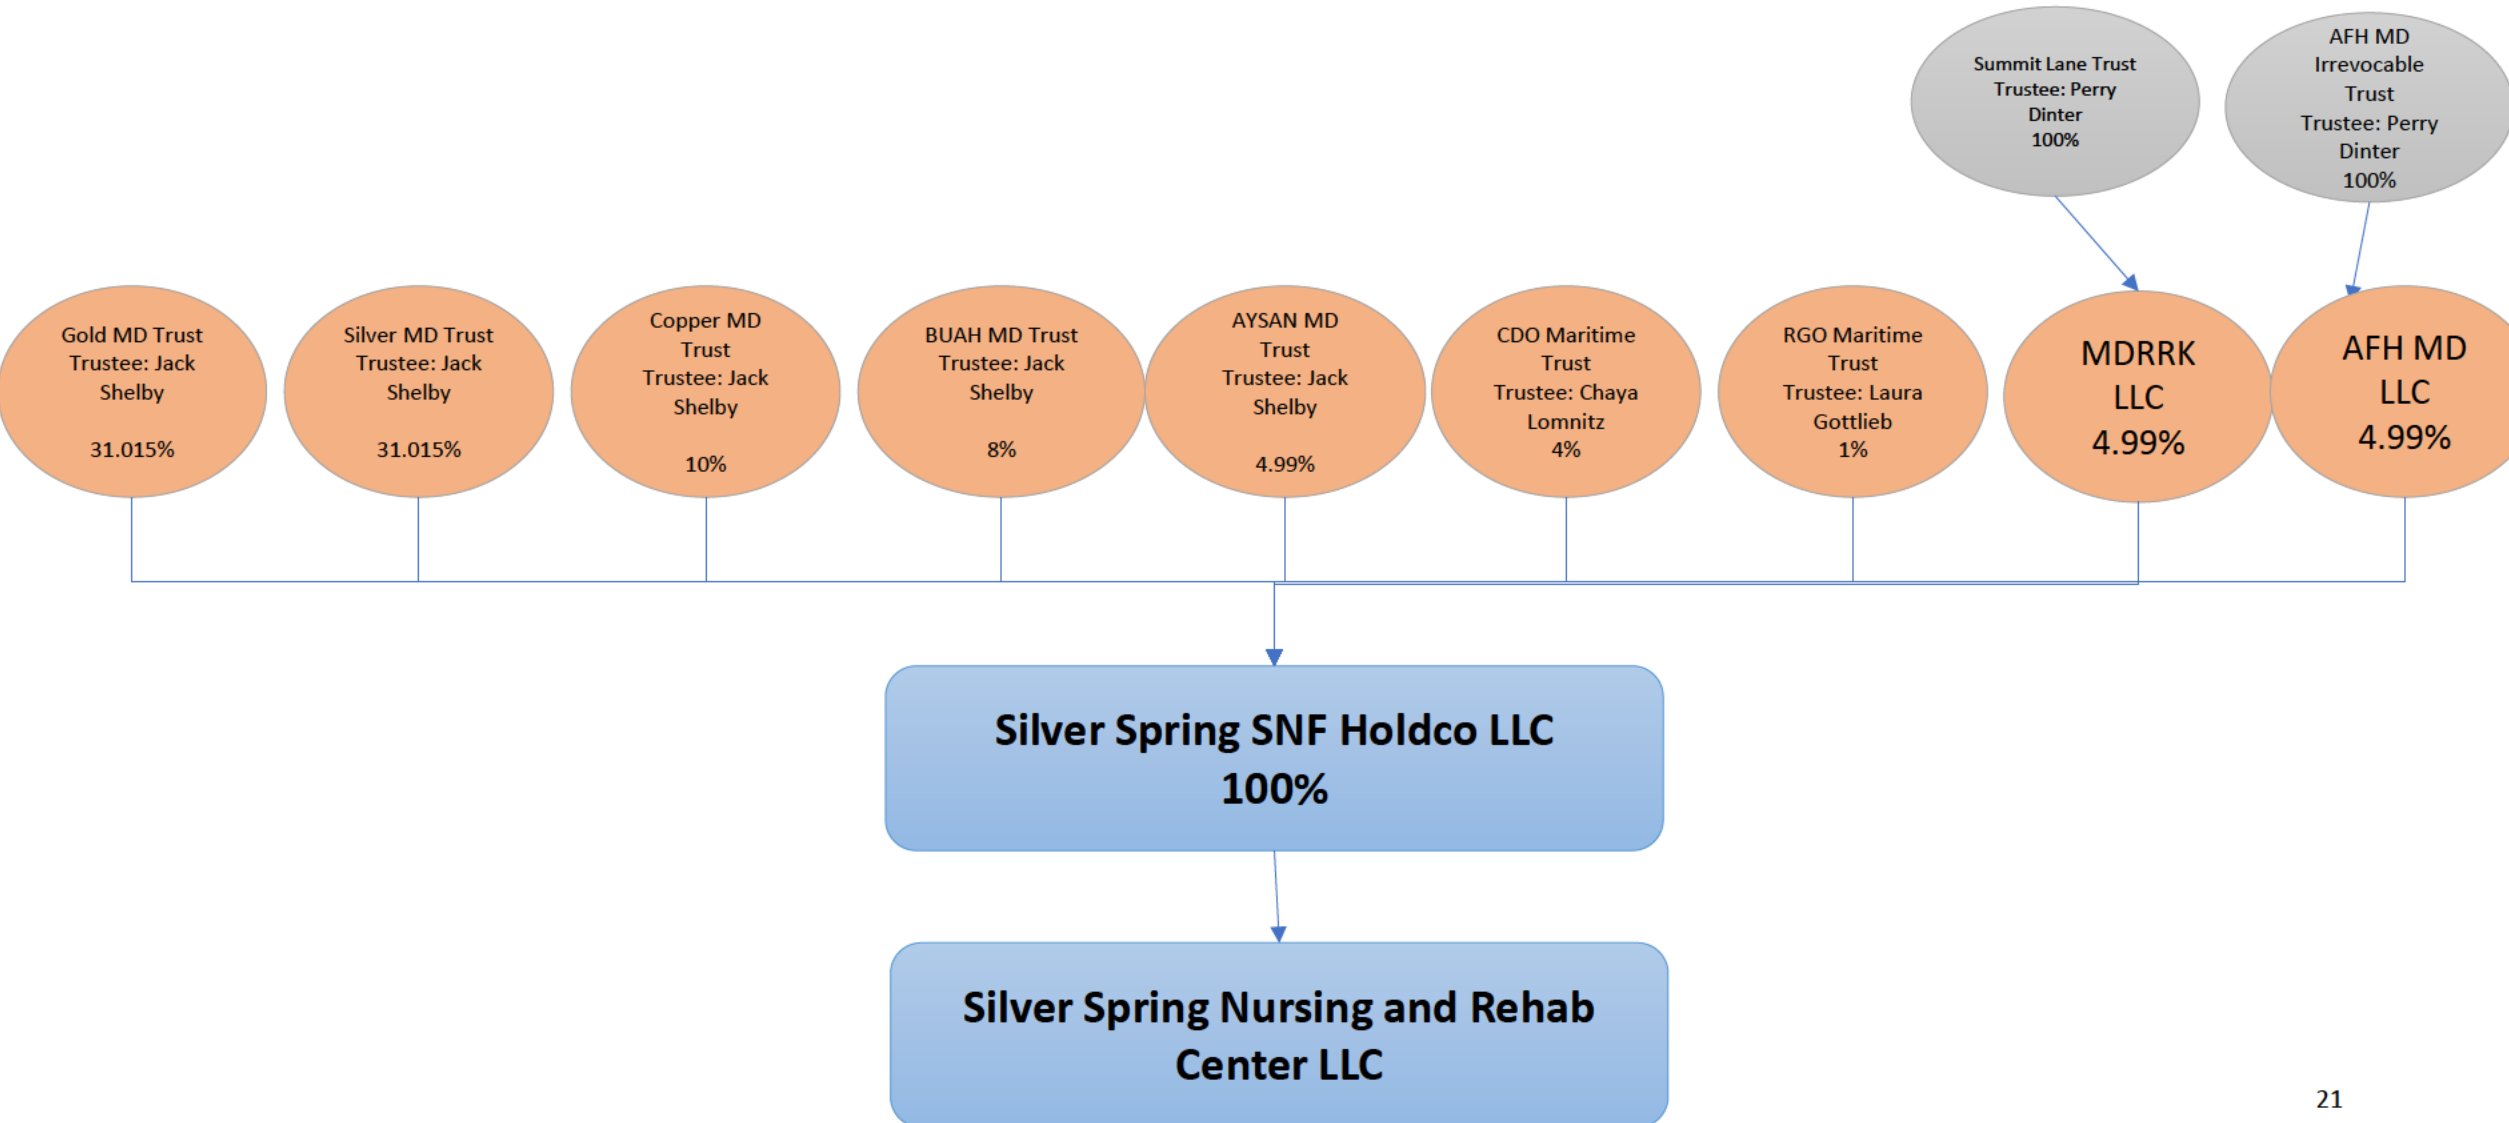 Summit Lane Trust
Trustee: Perry
Dinter
100%
AFH MD
Irrevocable
Trust
Trustee: Perry
Dinter
100%
Gold MD Trust
Trustee: Jack
Shelby
31.015%
Silver MD Trust
Trustee: Jack
Shelby
31.015%
Copper MD
Trust
Trustee: Jack
Shelby
10%
BUAH MD Trust
Trustee: Jack
Shelby
8%
AYSAN MD
Trust
Trustee: Jack
Shelby
4.99%
CDO Maritime
Trust
Trustee: Chaya
Lomnitz
4%
RGO Maritime
Trust
Trustee: Laura
Gottlieb
1%
MDRRK
LLC
4.99%
AFH MD
LLC
4.99%
Silver Spring SNF Holdco LLC
100%
Silver Spring Nursing and Rehab
Center LLC
21